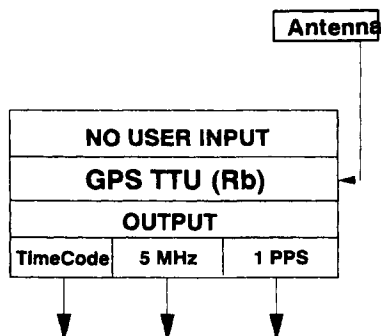 Antenna
NO USER INPUT
GPS TTU (Rb)
OUTPUT
TimeCode 5 MHz 1 PPS